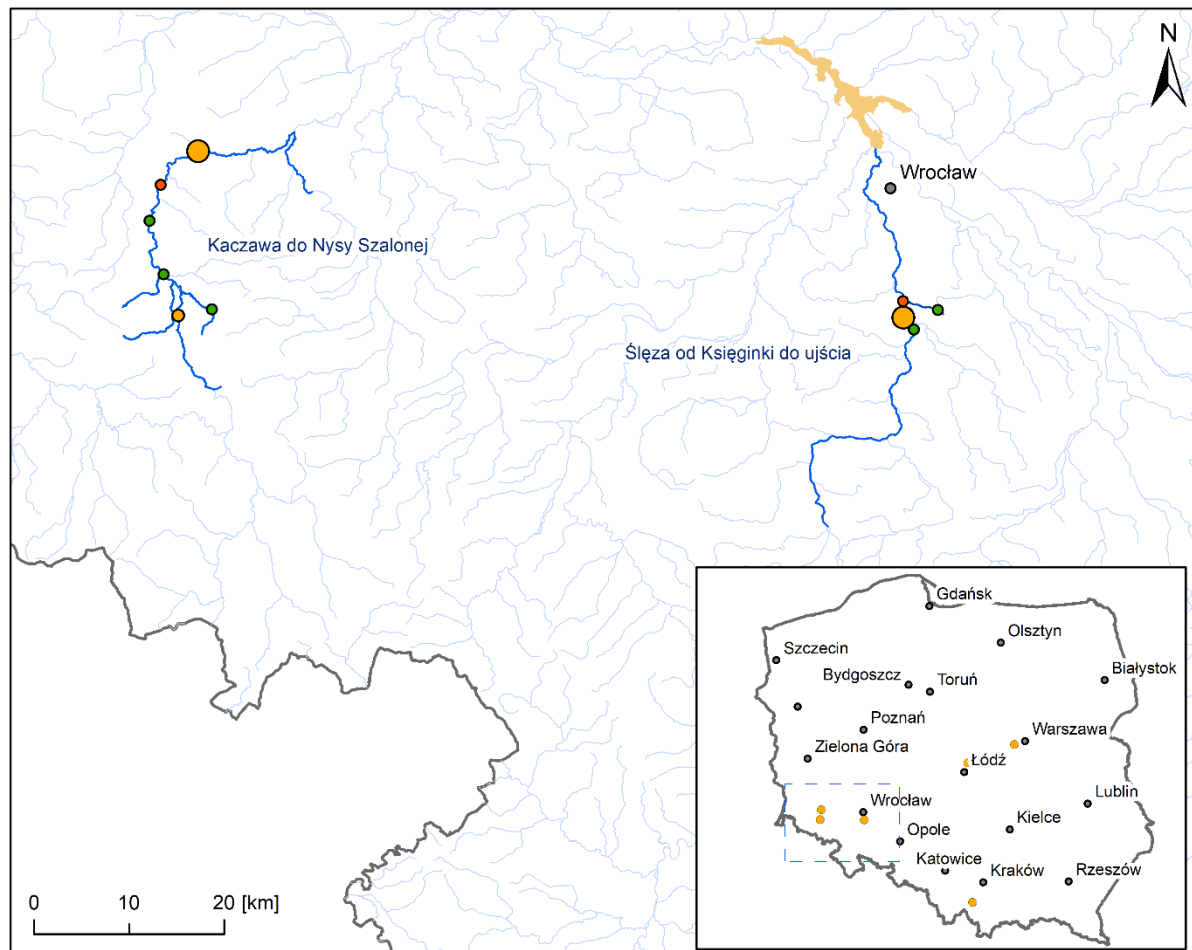 N
Wrocław
Kaczawa do Nysy Szalonej
Ślęza od Księginki do ujścia
0 10 20 [km]
Gdańsk
Olsztyn
Szczecin
Białystok
Bydgoszcz
Toruń
Poznań
Warszawa
Zielona Góra
Łódź
Lublin
Wrocław
Kielce
Opole
Katowice
Kraków
Rzeszów